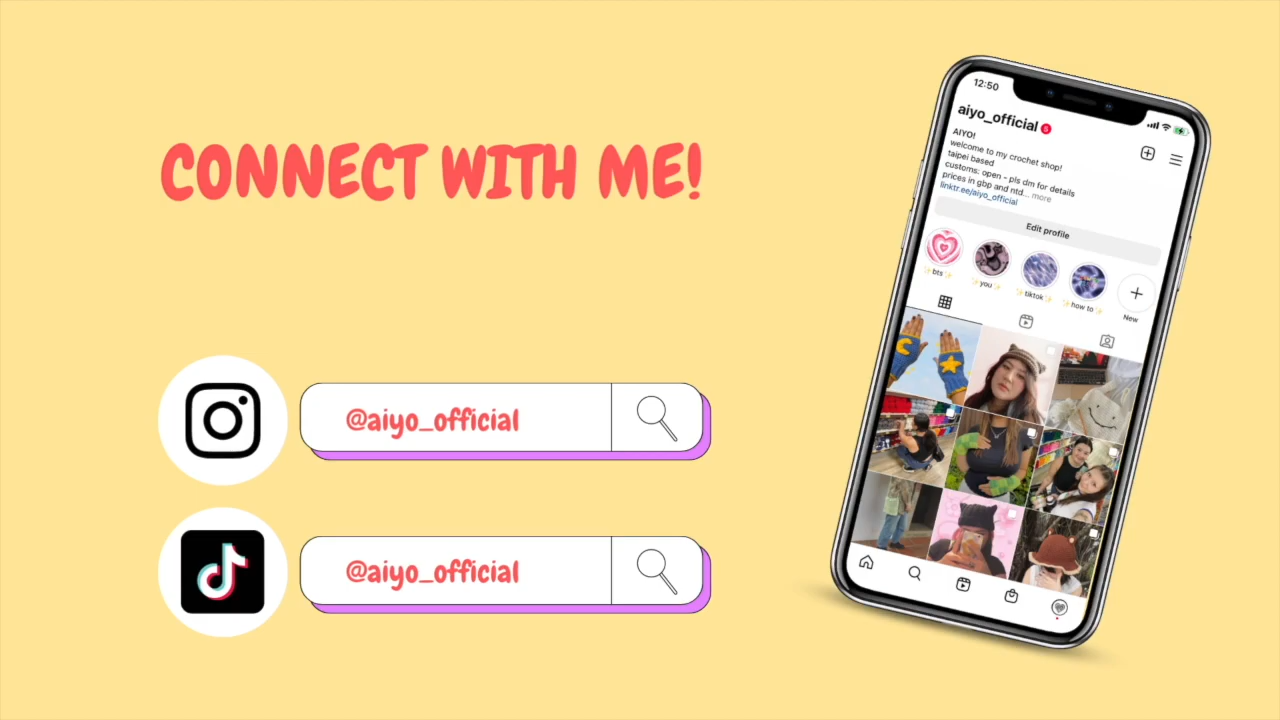 CONNECT WITH ME!
@aiyo_official
@aiyo_official
12:50
aiyo_official 5
AIYO!
welcome to my crochet shop!
taipei based
customs: open - pls dm for details
prices in gbp and ntd... more
linktr.ee/aiyo_official
Edit profile
✨bts✨ ✨you✨ ✨tiktok✨ ✨how to✨ New